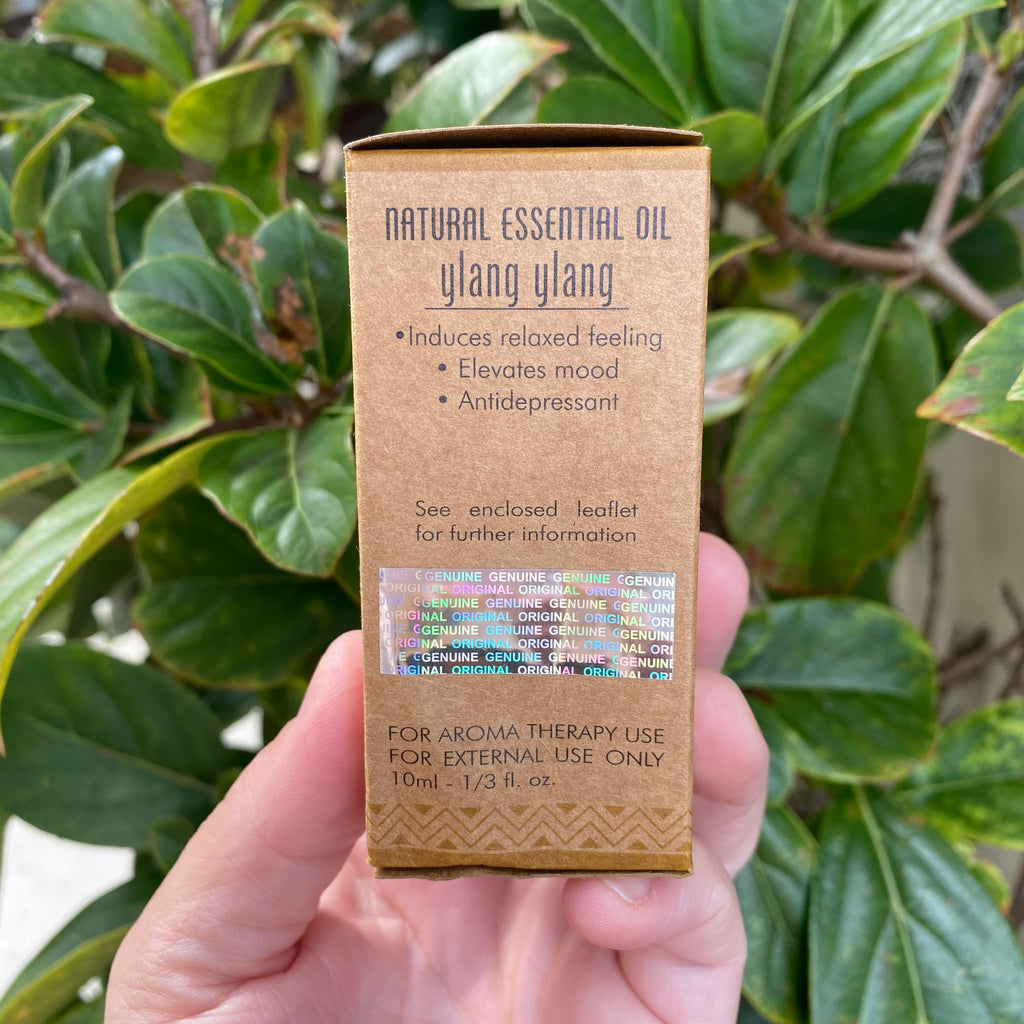 NATURAL ESSENTIAL OIL
ylang ylang
•Induces relaxed feeling
• Elevates mood
• Antidepressant
See enclosed leaflet
for further information
GENUINE GENUINE GENUINE GENUINE
ORIGINAL ORIGINAL ORIGINAL ORIGINAL
GENUINE GENUINE GENUINE GENUINE
ORIGINAL ORIGINAL ORIGINAL ORIGINAL
GENUINE GENUINE GENUINE GENUINE
ORIGINAL ORIGINAL ORIGINAL ORIGINAL
GENUINE GENUINE GENUINE GENUINE
ORIGINAL ORIGINAL ORIGINAL
FOR AROMA THERAPY USE
FOR EXTERNAL USE ONLY
10ml - 1/3 fl. oz.